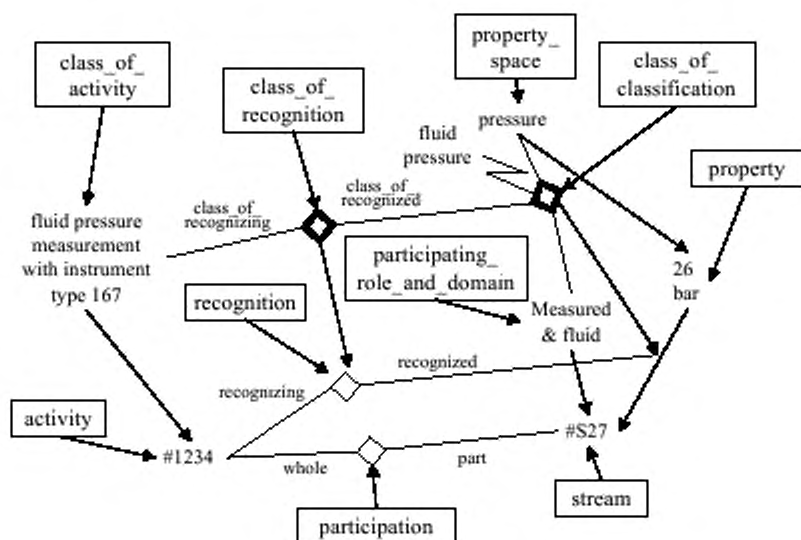 class_of_
activity
class_of_
recognition
property_
space
class_of_
classification
property
pressure
fluid
pressure
class_of_
recognizing
class_of_
recognized
fluid pressure
measurement
with instrument
type 167
participating_
role_and_domain
26
bar
recognition
Measured
& fluid
recognizing
recognized
activity
#1234
whole
part
#S27
participation
stream